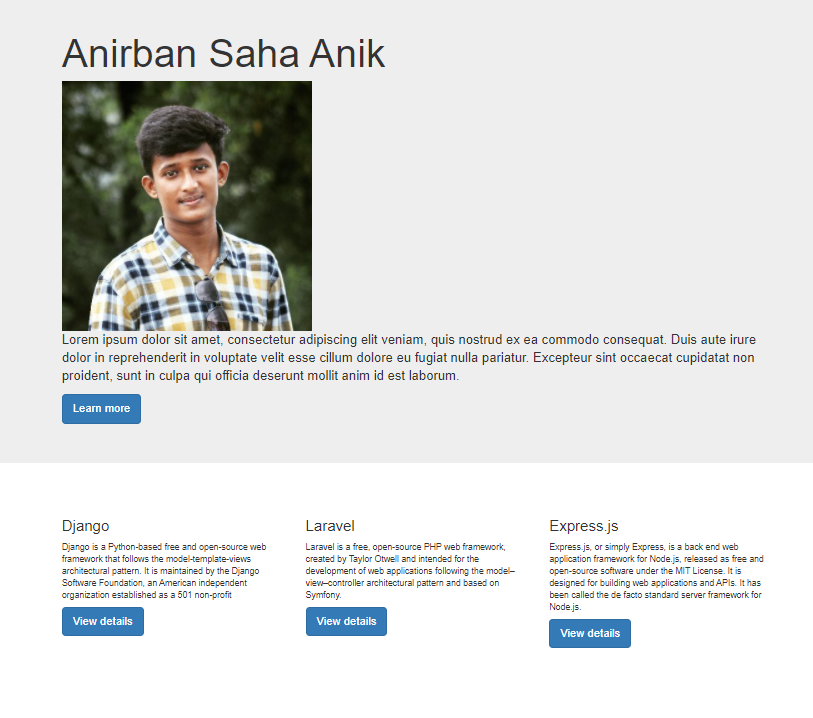 Anirban Saha Anik
Lorem ipsum dolor sit amet, consectetur adipiscing elit veniam, quis nostrud ex ea commodo consequat. Duis aute irure
dolor in reprehenderit in voluptate velit esse cillum dolore eu fugiat nulla pariatur. Excepteur sint occaecat cupidatat non
proident, sunt in culpa qui officia deserunt mollit anim id est laborum.
Learn more
Django
Django is a Python-based free and open-source web
framework that follows the model-template-views
architectural pattern. It is maintained by the Django
Software Foundation, an American independent
organization established as a 501 non-profit
View details
Laravel
Laravel is a free, open-source PHP web framework,
created by Taylor Otwell and intended for the
development of web applications following the model–
view–controller architectural pattern and based on
Symfony.
View details
Express.js
Express.js, or simply Express, is a back end web
application framework for Node.js, released as free and
open-source software under the MIT License. It is
designed for building web applications and APIs. It has
been called the de facto standard server framework for
Node.js.
View details